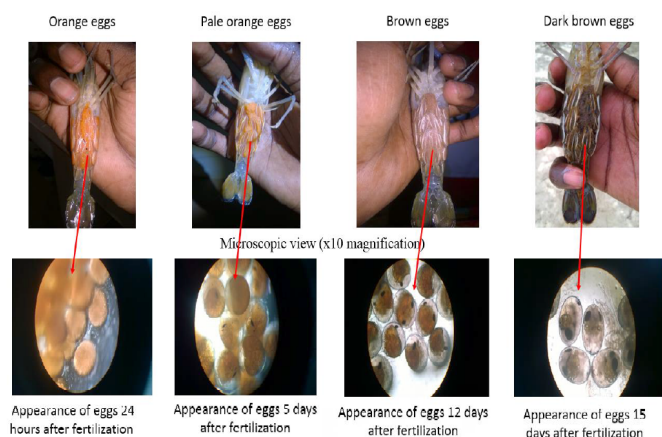 Orange eggs
Pale orange eggs
Brown eggs
Dark brown eggs
Microscopic view (x10 magnification)
Appearance of eggs 24
hours after fertilization
Appearance of eggs 5 days
after fertilization
Appearance of eggs 12 days
after fertilization
Appearance of eggs 15
days after fertilization